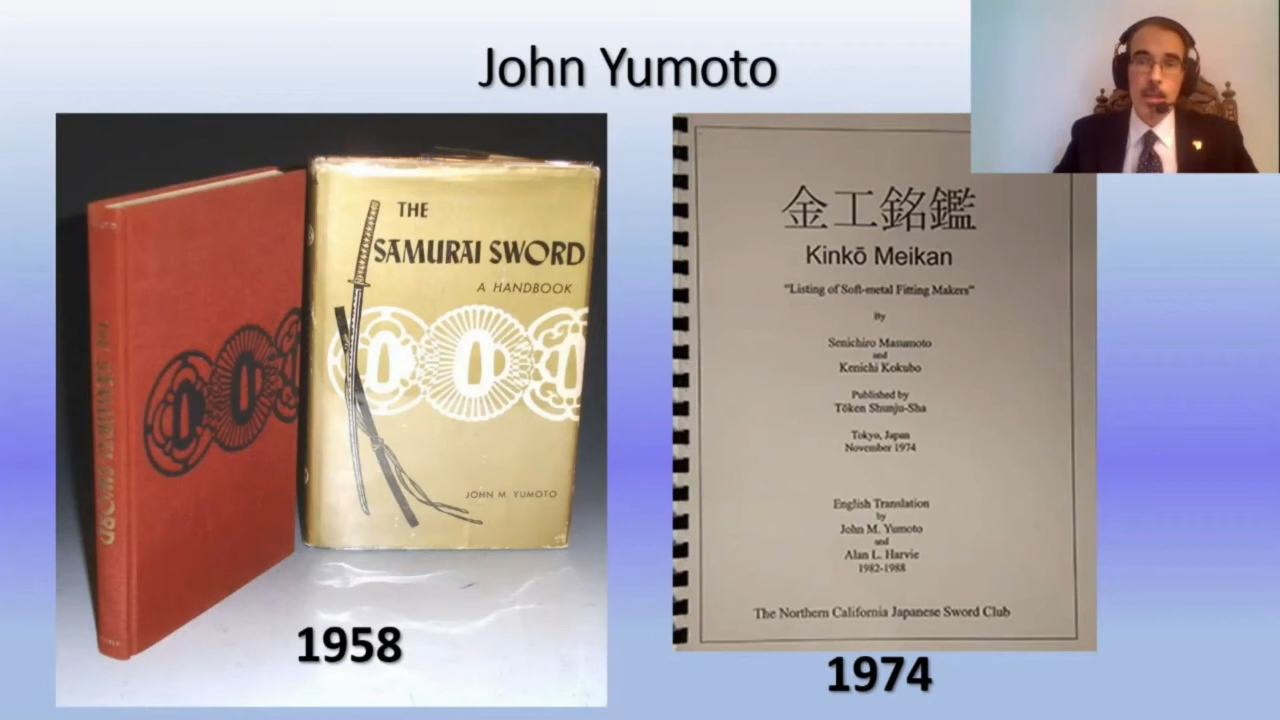 John Yumoto
THE SAMURAI SWORD
THE
SAMURAI SWORD
A HANDBOOK
JOHN M. YUMOTO
1958
金工銘鑑
Kinkō Meikan
"Listing of Soft-metal Fitting Makers"
By
Senichiro Masumoto
and
Kenichi Kokubo
Published by
Tōken Shunju-Sha
Tokyo, Japan
November 1974
English Translation
by
John M. Yumoto
and
Alan L. Harvie
1982-1988
The Northern California Japanese Sword Club
1974